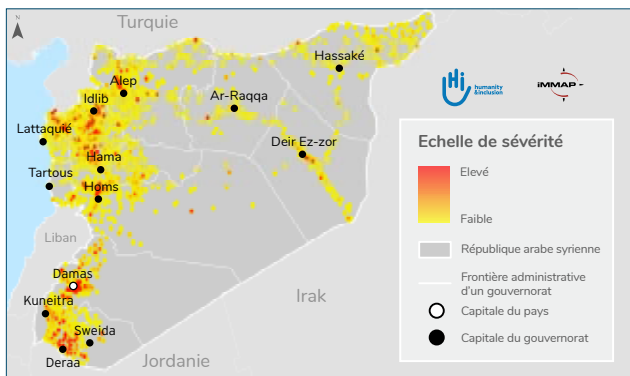 N
Turquie
Hassaké
Alep
Idlib
Ar-Raqqa
Lattaquié
Deir Ez-zor
Hama
Tartous
Homs
Liban
Damas
Kuneitra
Irak
Sweida
Deraa
Jordanie
humanity
&inclusion
iMMAP
Echelle de sévérité
Elevé
Faible
République arabe syrienne
Frontière administrative
d'un gouvernorat
Capitale du pays
Capitale du gouvernorat